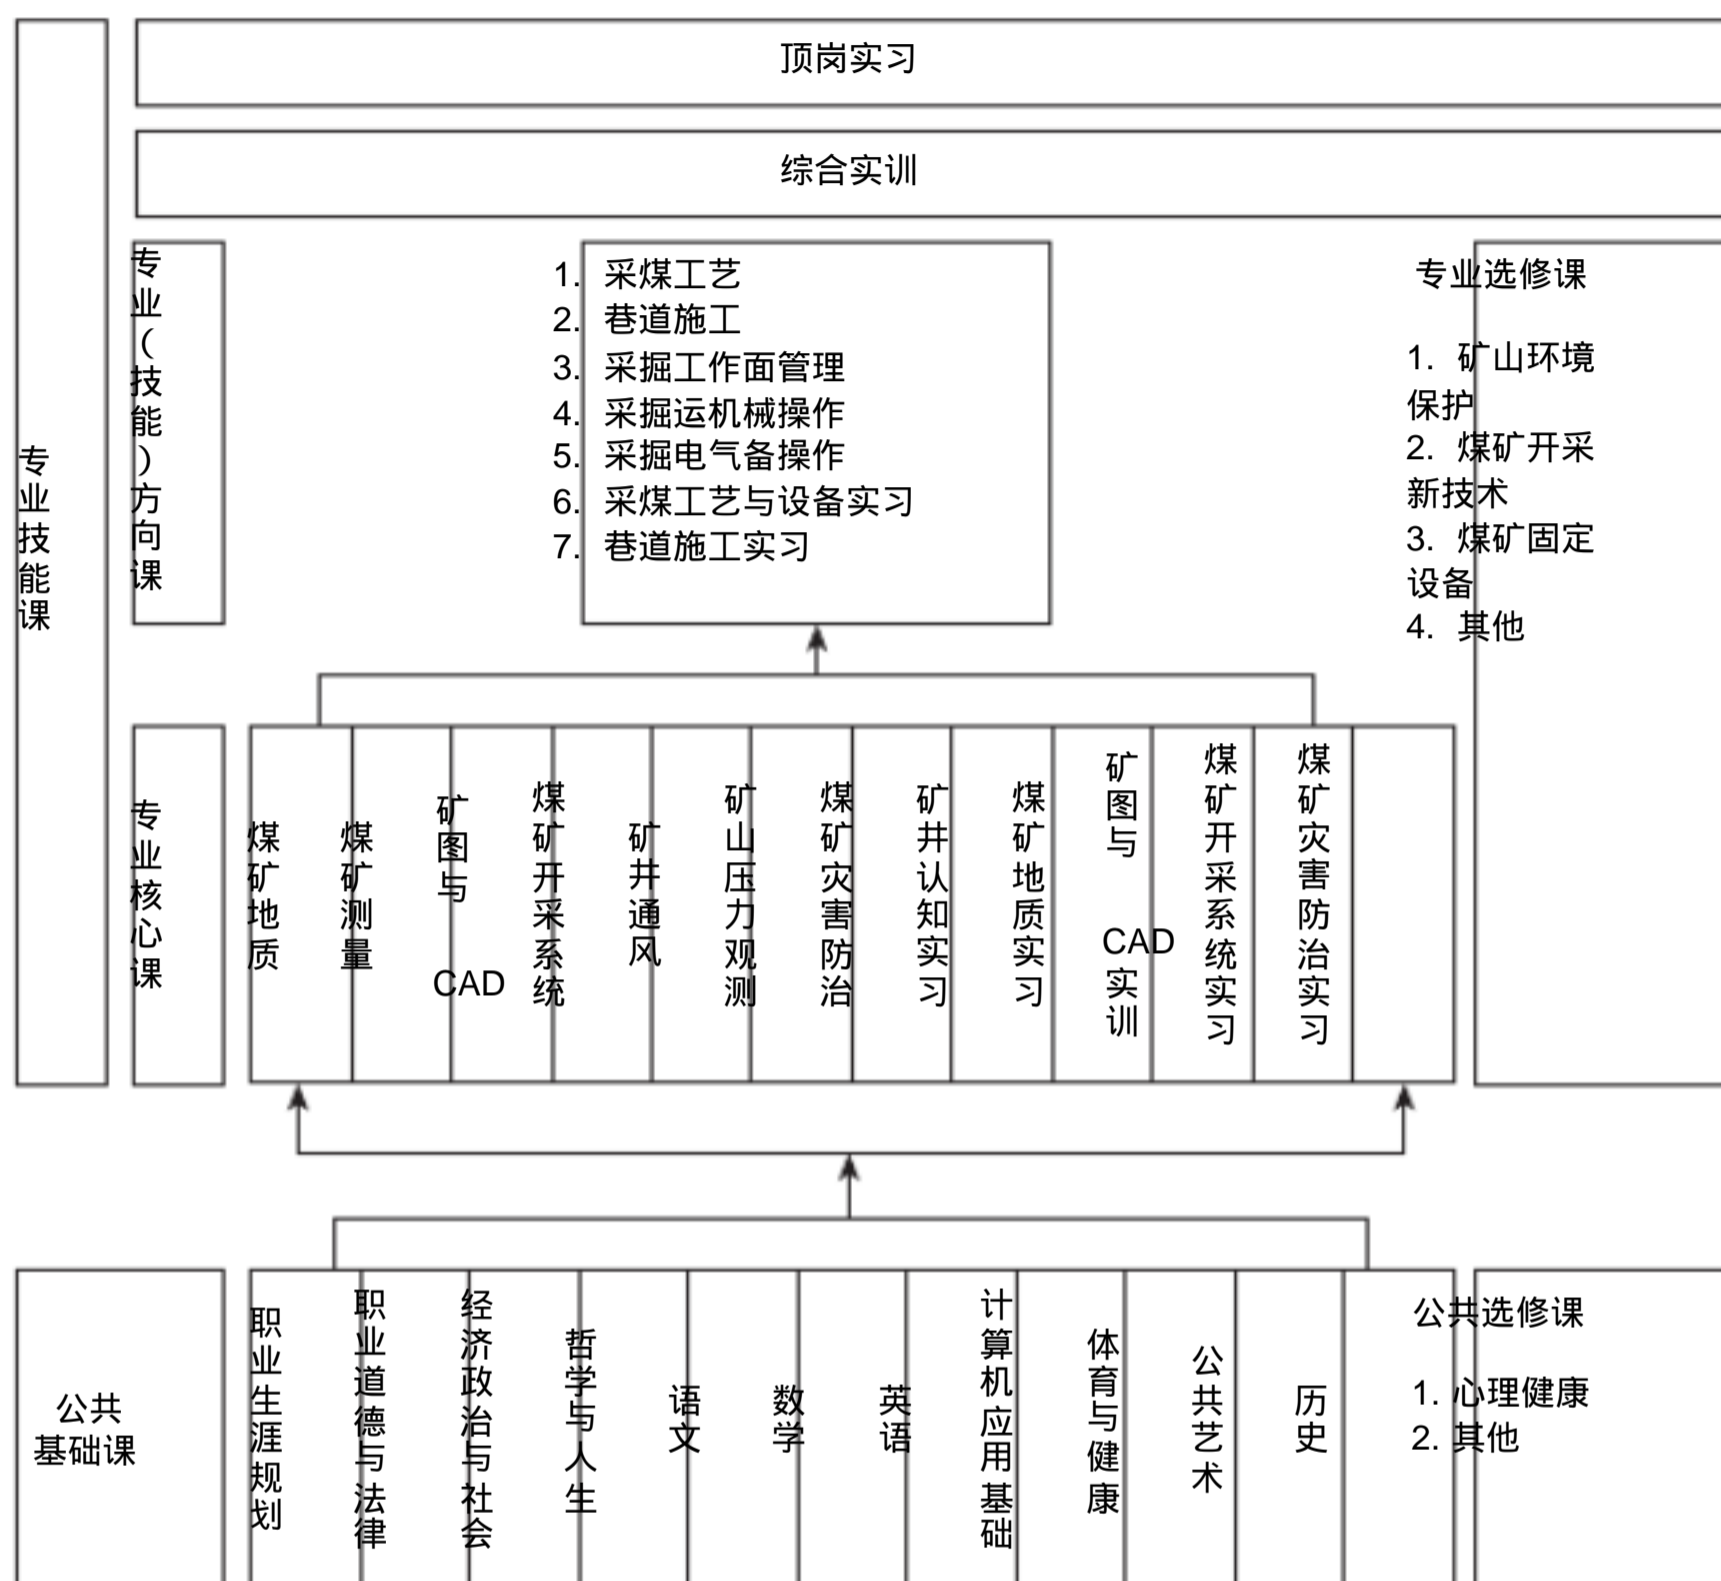 顶岗实习
综合实训
专业技能课
专业（技能）方向课
1. 采煤工艺
2. 巷道施工
3. 采掘工作面管理
4. 采掘运机械操作
5. 采掘电气备操作
6. 采煤工艺与设备实习
7. 巷道施工实习
专业选修课
1. 矿山环境
保护
2. 煤矿开采
新技术
3. 煤矿固定
设备
4. 其他
专业核心课
煤矿地质
煤矿测量
矿图与CAD
煤矿开采系统
矿井通风
矿山压力观测
煤矿灾害防治
矿井认知实习
煤矿地质实习
矿图与CAD实训
煤矿开采系统实习
煤矿灾害防治实习
公共
基础课
职业生涯规划
职业道德与法律
经济政治与社会
哲学与人生
语文
数学
英语
计算机应用基础
体育与健康
公共艺术
历史
公共选修课
1. 心理健康
2. 其他